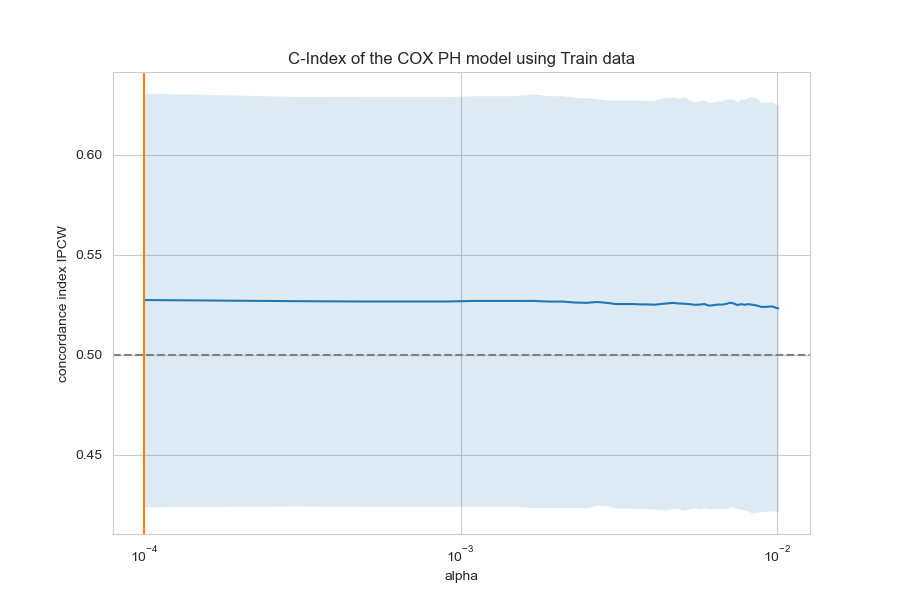 C-Index of the COX PH model using Train data
concordance index IPCW
0.60
0.55
0.50
0.45
10⁻⁴
10⁻³
10⁻²
alpha